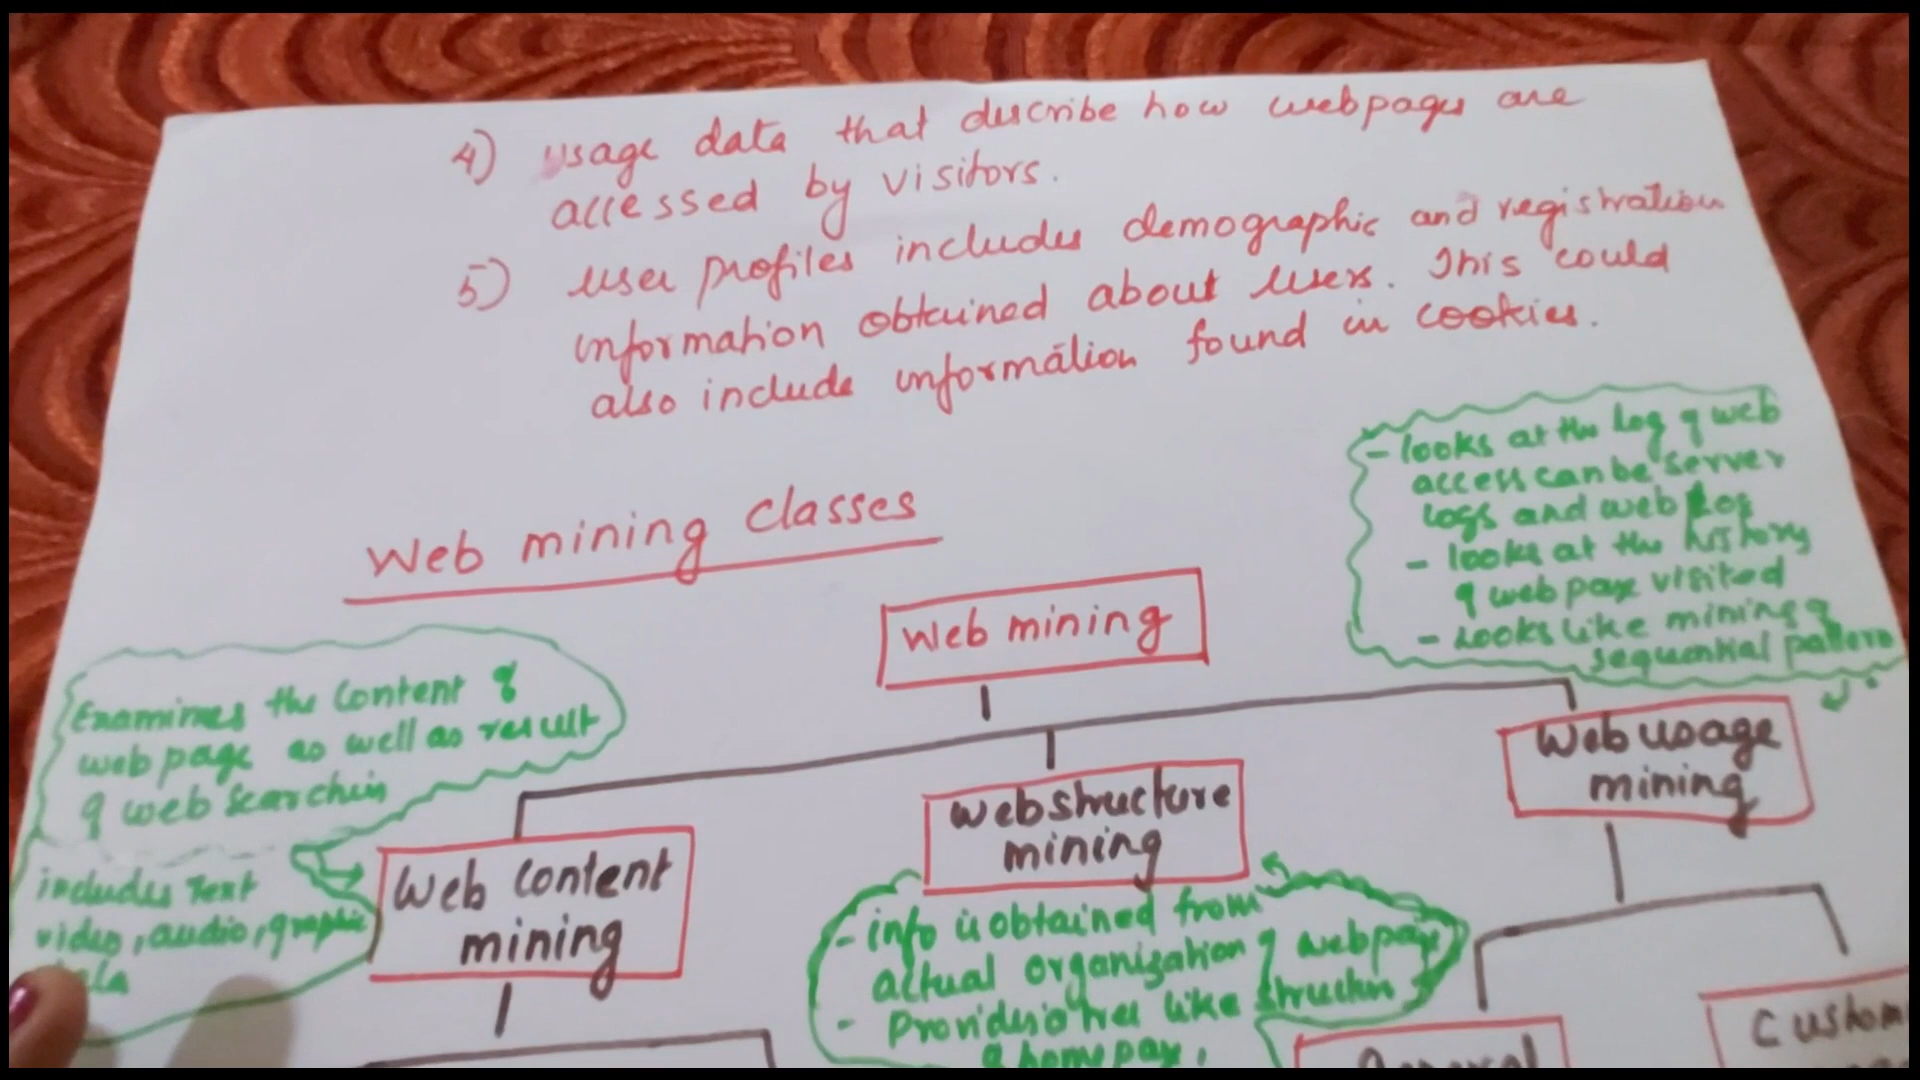 4) usage data that describe how webpages are
accessed by visitors.
5) user profiles includes demographic and registration
information obtained about users. This could
also include information found in cookies.
Web mining classes
- looks at the log of web
access can be server
logs and web log
- looks at the history
of web page visited
- Looks like mining of
sequential pattern
Web mining
Examines the content of
web page as well as result
of web searching
includes Text
video, audio, graphic
Web content
mining
Web structure
mining
Web usage
mining
- info is obtained from
actual organization of webpage
- Provides tree like structure
of homepage.
General
Custom